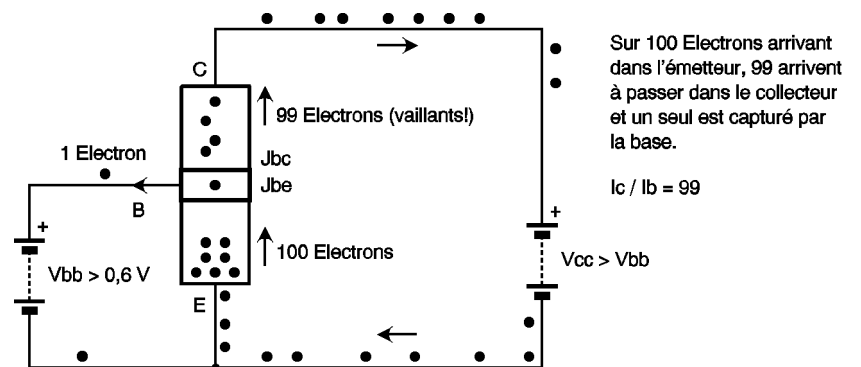 C
99 Electrons (vaillants!)
Jbc
1 Electron
Jbe
B
+
Vbb > 0,6 V
100 Electrons
E
+
Vcc > Vbb
Sur 100 Electrons arrivant
dans l'émetteur, 99 arrivent
à passer dans le collecteur
et un seul est capturé par
la base.
Ic / Ib = 99